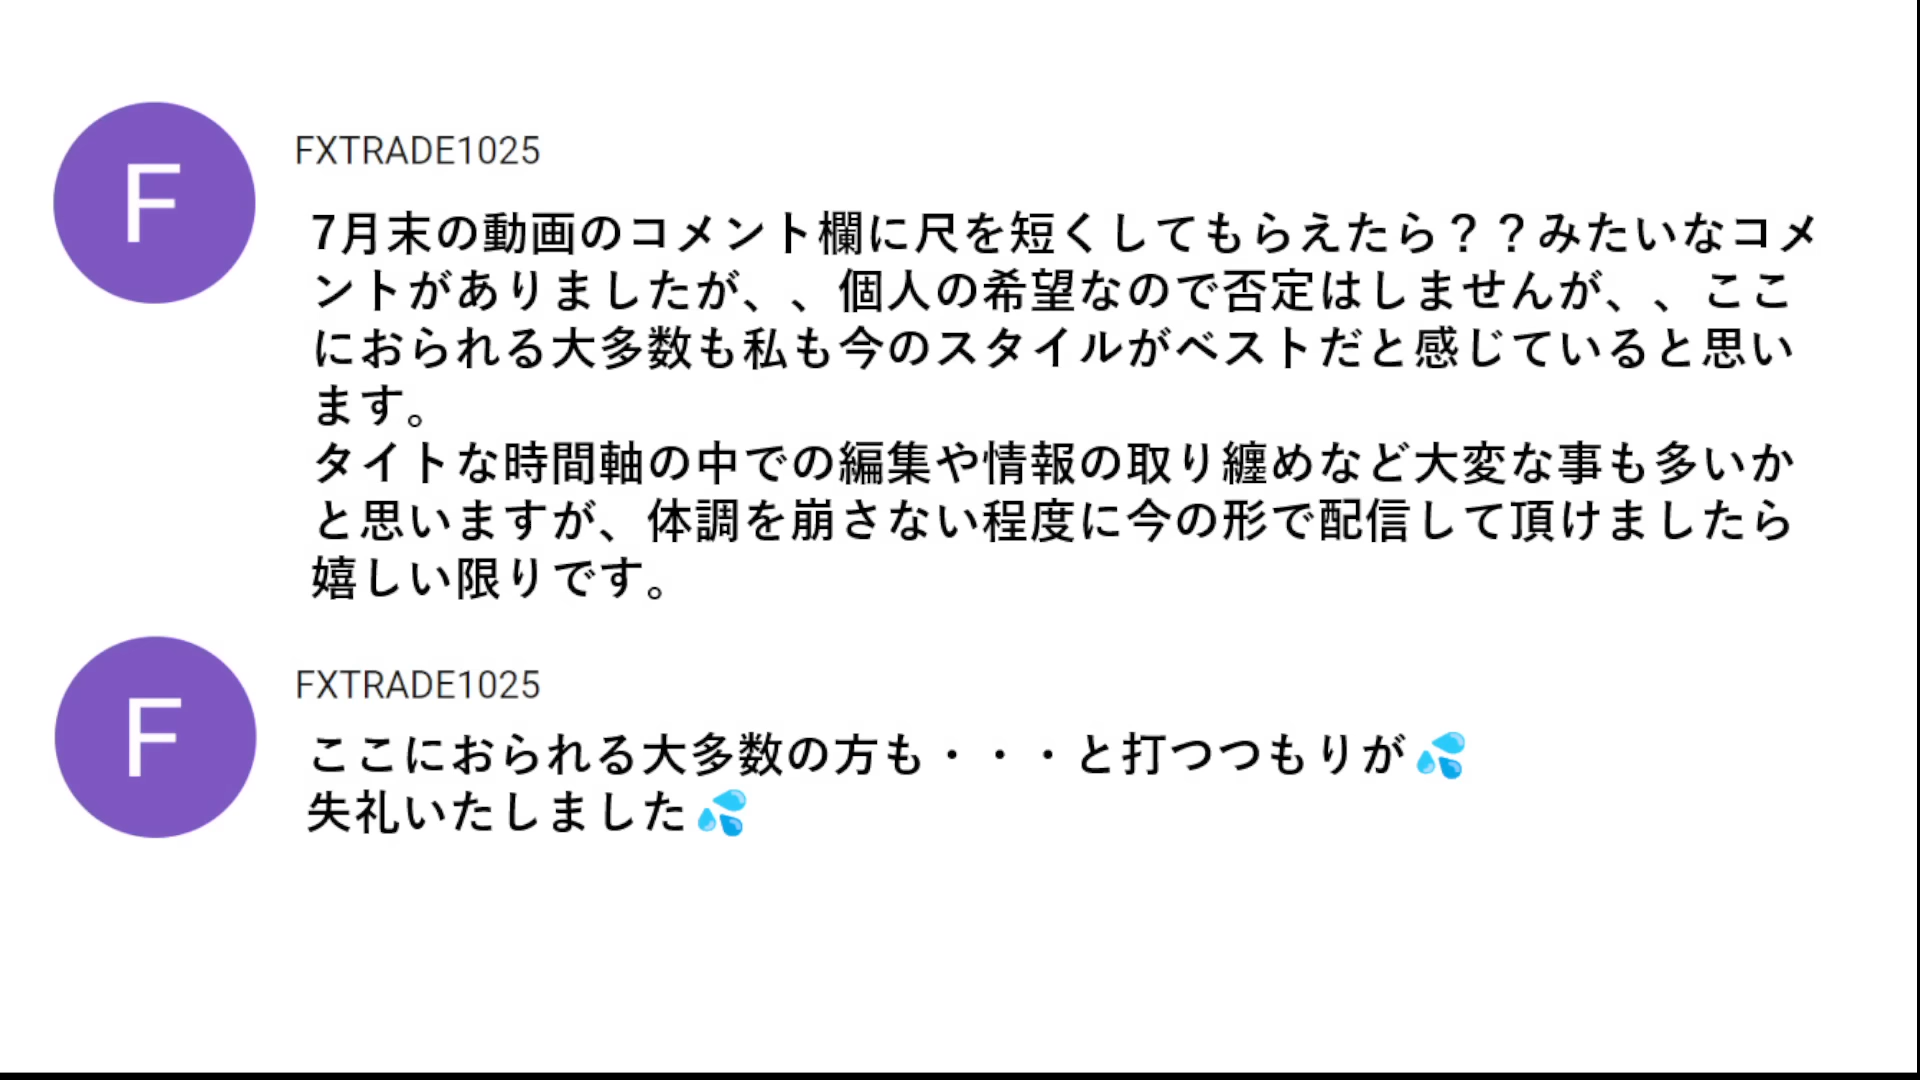 F
FXTRADE1025
7月末の動画のコメント欄に尺を短くしてもらえたら？？みたいなコメ
ントがありましたが、、個人の希望なので否定はしませんが、、ここ
におられる大多数も私も今のスタイルがベストだと感じていると思い
ます。
タイトな時間軸の中での編集や情報の取り纏めなど大変な事も多いか
と思いますが、体調を崩さない程度に今の形で配信して頂けましたら
嬉しい限りです。
F
FXTRADE1025
ここにおられる大多数の方も・・・と打つつもりが💦
失礼いたしました💦